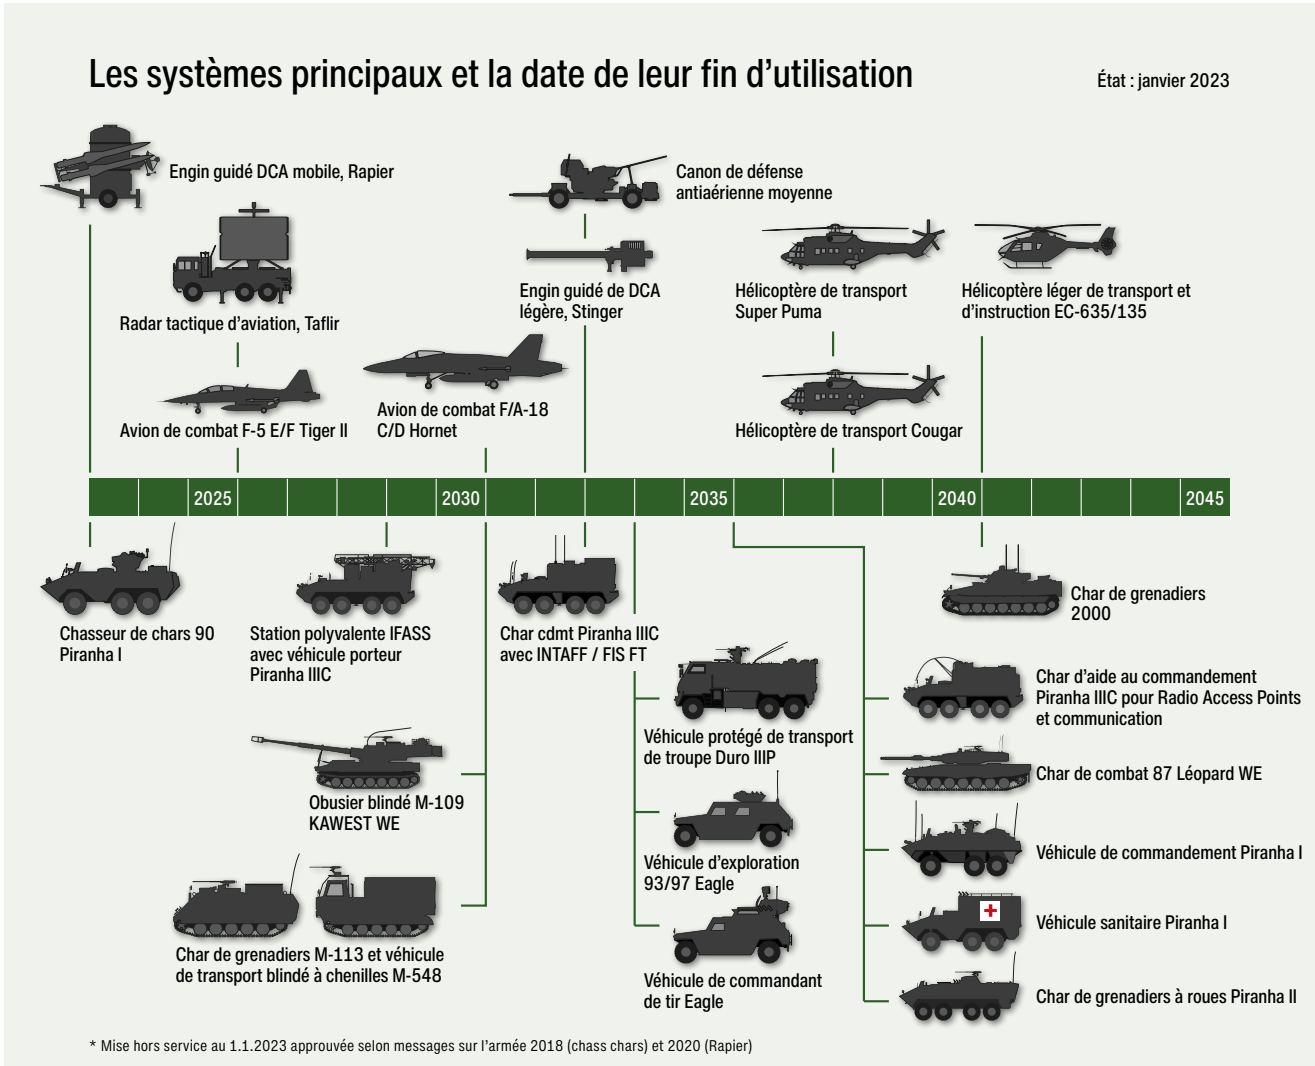 Les systèmes principaux et la date de leur fin d’utilisation
État : janvier 2023
Engin guidé DCA mobile, Rapier
Radar tactique d’aviation, Taflir
Avion de combat F-5 E/F Tiger II
Avion de combat F/A-18
C/D Hornet
Canon de défense
antiaérienne moyenne
Engin guidé de DCA
légère, Stinger
Hélicoptère de transport
Super Puma
Hélicoptère de transport Cougar
Hélicoptère léger de transport et
d’instruction EC-635/135
2025
2030
2035
2040
2045
Chasseur de chars 90
Piranha I
Station polyvalente IFASS
avec véhicule porteur
Piranha IIIC
Obusier blindé M-109
KAWEST WE
Char de grenadiers M-113 et véhicule
de transport blindé à chenilles M-548
Char cdmt Piranha IIIC
avec INTAFF / FIS FT
Véhicule protégé de transport
de troupe Duro IIIP
Véhicule d’exploration
93/97 Eagle
Véhicule de commandant
de tir Eagle
Char de grenadiers
2000
Char d’aide au commandement
Piranha IIIC pour Radio Access Points
et communication
Char de combat 87 Léopard WE
Véhicule de commandement Piranha I
Véhicule sanitaire Piranha I
Char de grenadiers à roues Piranha II
* Mise hors service au 1.1.2023 approuvée selon messages sur l’armée 2018 (chass chars) et 2020 (Rapier)